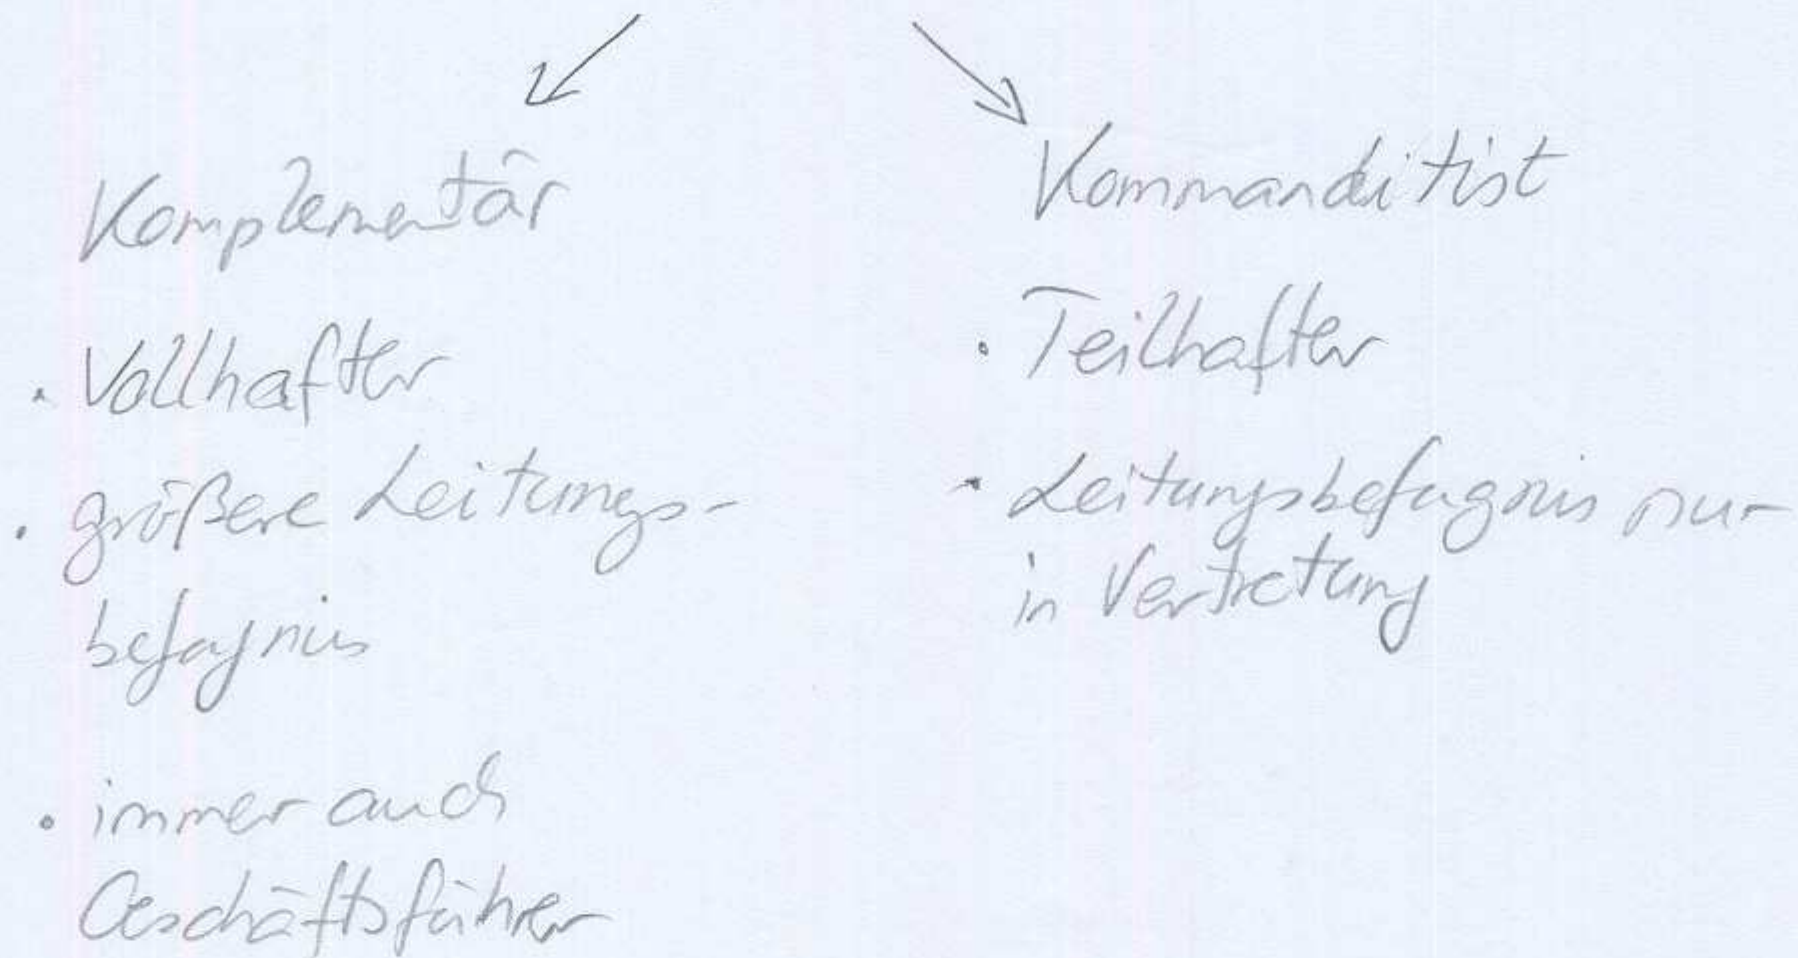 Komplementär
· Vollhafter
· größere Leitungs-
befugnis
· immer auch
Geschäftsführer
Kommanditist
· Teilhafter
· Leitungsbefugnis nur
in Vertretung